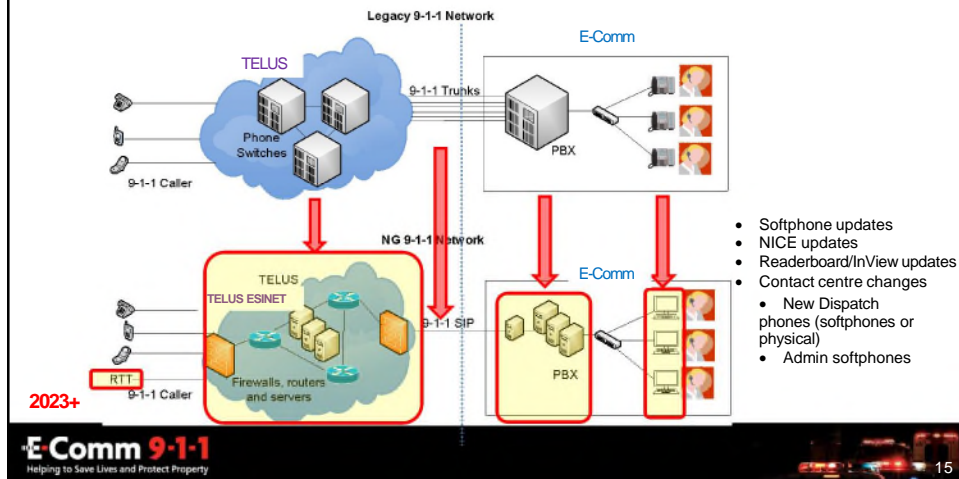 Legacy 9-1-1 Network
E-Comm
TELUS
9-1-1 Trunks
Phone
Switches
PBX
9-1-1 Caller
NG 9-1-1 Network
E-Comm
TELUS
TELUS ESINET
9-1-1 SIP
RTT
Firewalls, routers
and servers
PBX
9-1-1 Caller
2023+
• Softphone updates
• NICE updates
• Readerboard/InView updates
• Contact centre changes
• New Dispatch
phones (softphones or
physical)
• Admin softphones
E-Comm 9-1-1
Helping to Save Lives and Protect Property
15